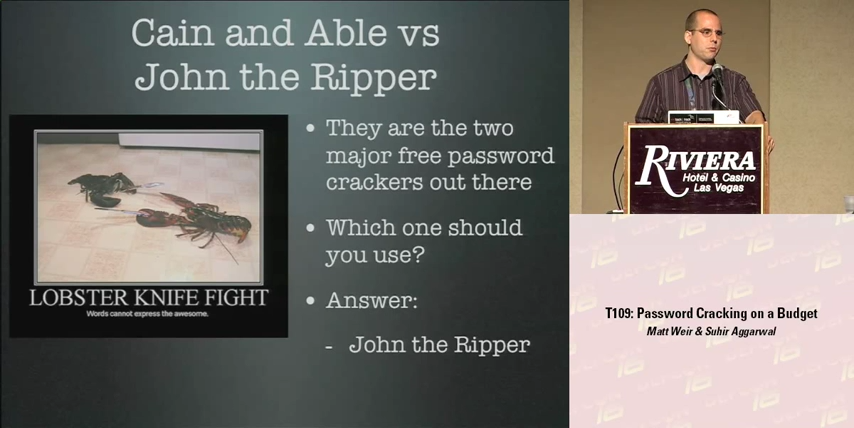 Cain and Able vs
John the Ripper
• They are the two
major free password
crackers out there
• Which one should
you use?
• Answer:
- John the Ripper
LOBSTER KNIFE FIGHT
Words cannot express the awesome.
RIVIERA
Hotel & Casino
Las Vegas
T109: Password Cracking on a Budget
Matt Weir & Suhir Aggarwal